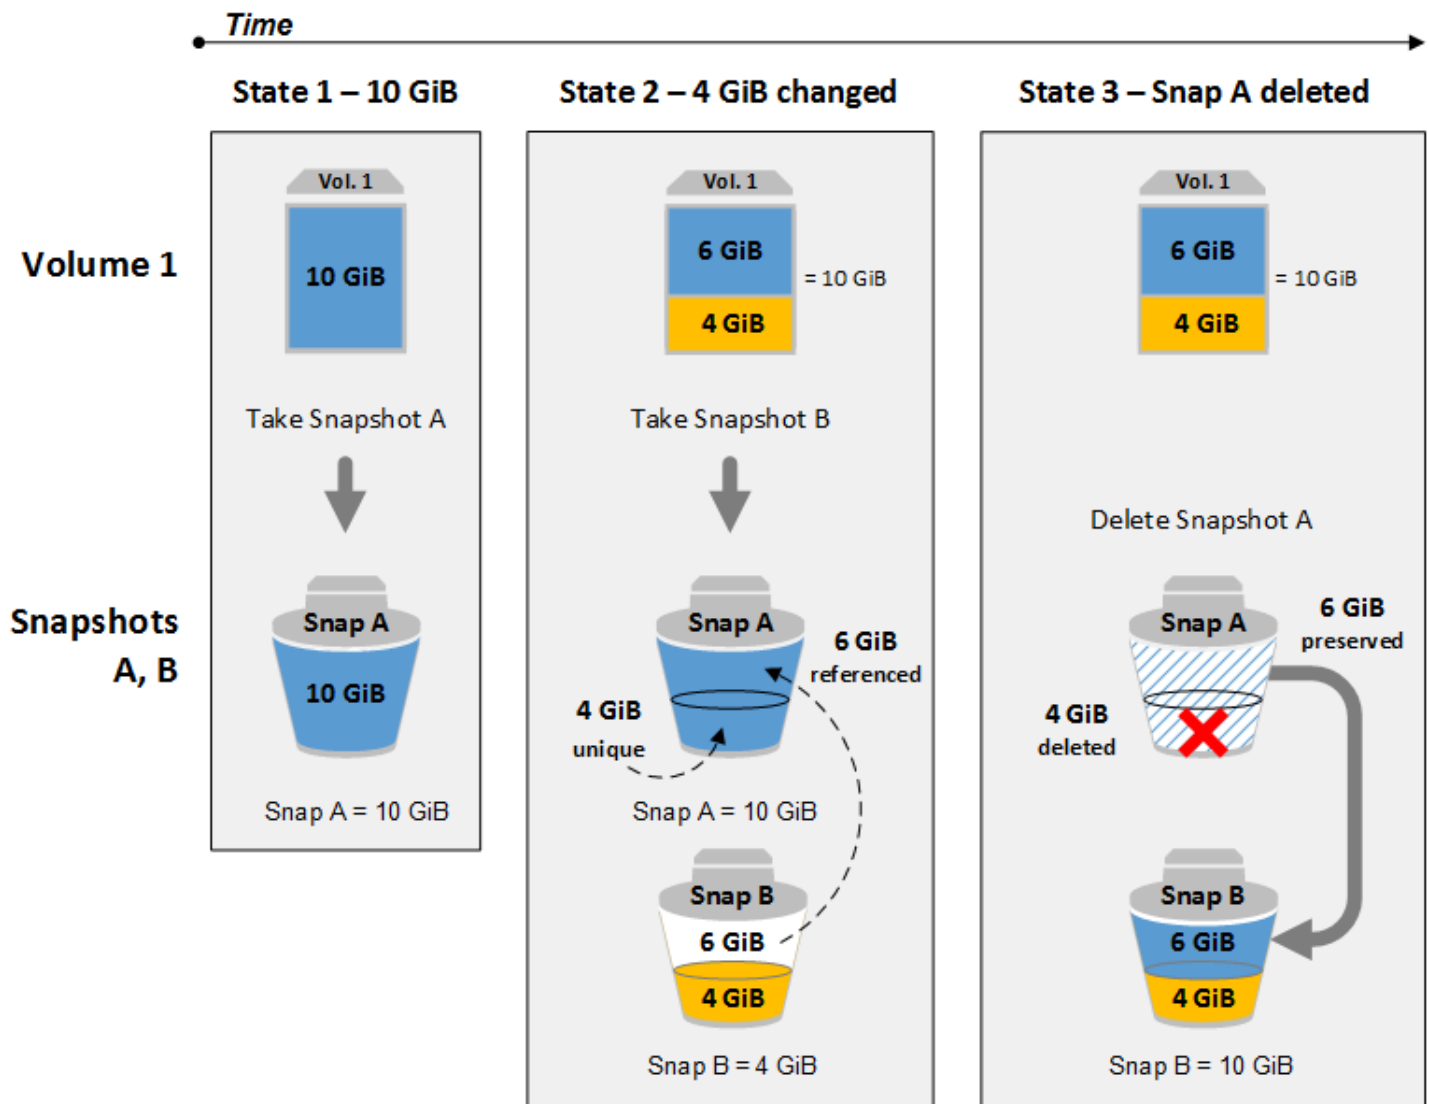 Time
State 1 – 10 GiB
State 2 – 4 GiB changed
State 3 – Snap A deleted
Volume 1
Vol. 1
10 GiB
Take Snapshot A
Vol. 1
6 GiB
4 GiB
= 10 GiB
Take Snapshot B
Vol. 1
6 GiB
4 GiB
= 10 GiB
Delete Snapshot A
Snapshots
A, B
Snap A
10 GiB
Snap A = 10 GiB
Snap A
6 GiB
referenced
4 GiB
unique
Snap A = 10 GiB
Snap B
6 GiB
4 GiB
Snap B = 4 GiB
Snap A
6 GiB
preserved
4 GiB
deleted
Snap B
6 GiB
4 GiB
Snap B = 10 GiB